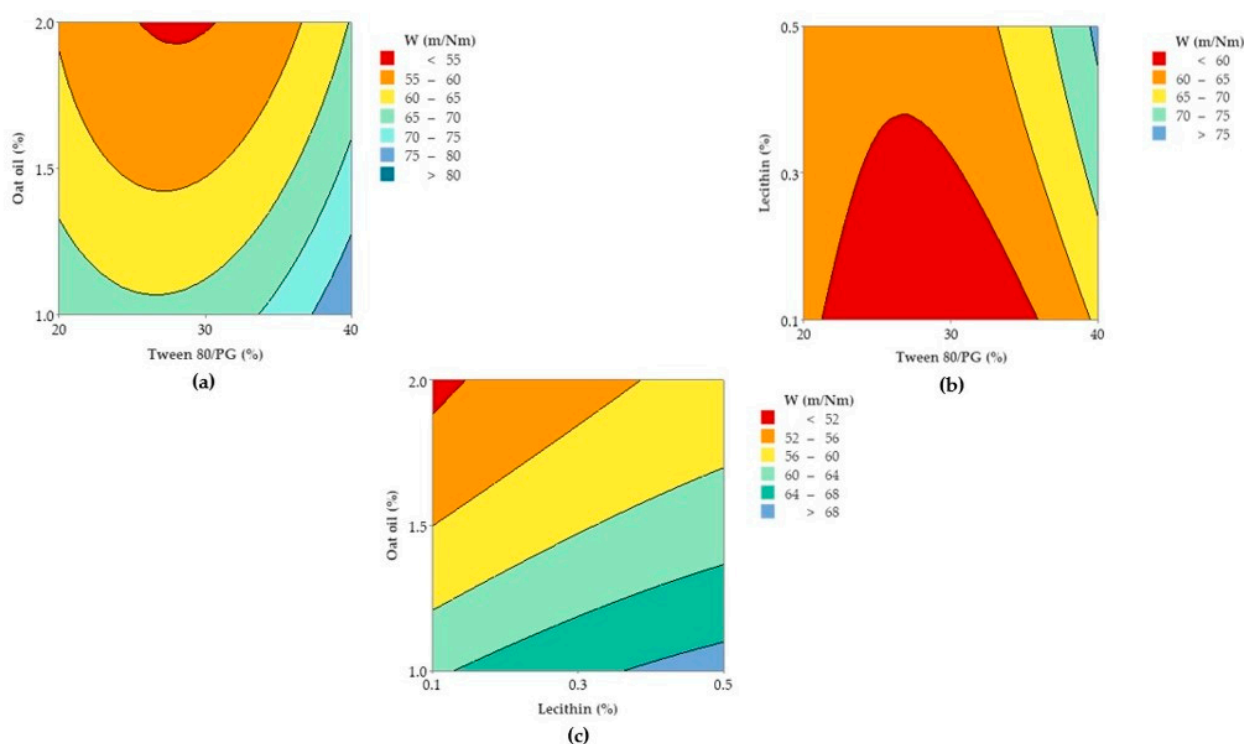 2.0
1.5
1.0
Oat oil (%)
20
30
40
Tween 80/PG (%)
W (m/Nm)
< 55
55 – 60
60 – 65
65 – 70
70 – 75
75 – 80
> 80
(a)
0.5
0.3
0.1
Lecithin (%)
20
30
40
Tween 80/PG (%)
W (m/Nm)
< 60
60 – 65
65 – 70
70 – 75
> 75
(b)
2.0
1.5
1.0
Oat oil (%)
0.1
0.3
0.5
Lecithin (%)
W (m/Nm)
< 52
52 – 56
56 – 60
60 – 64
64 – 68
> 68
(c)